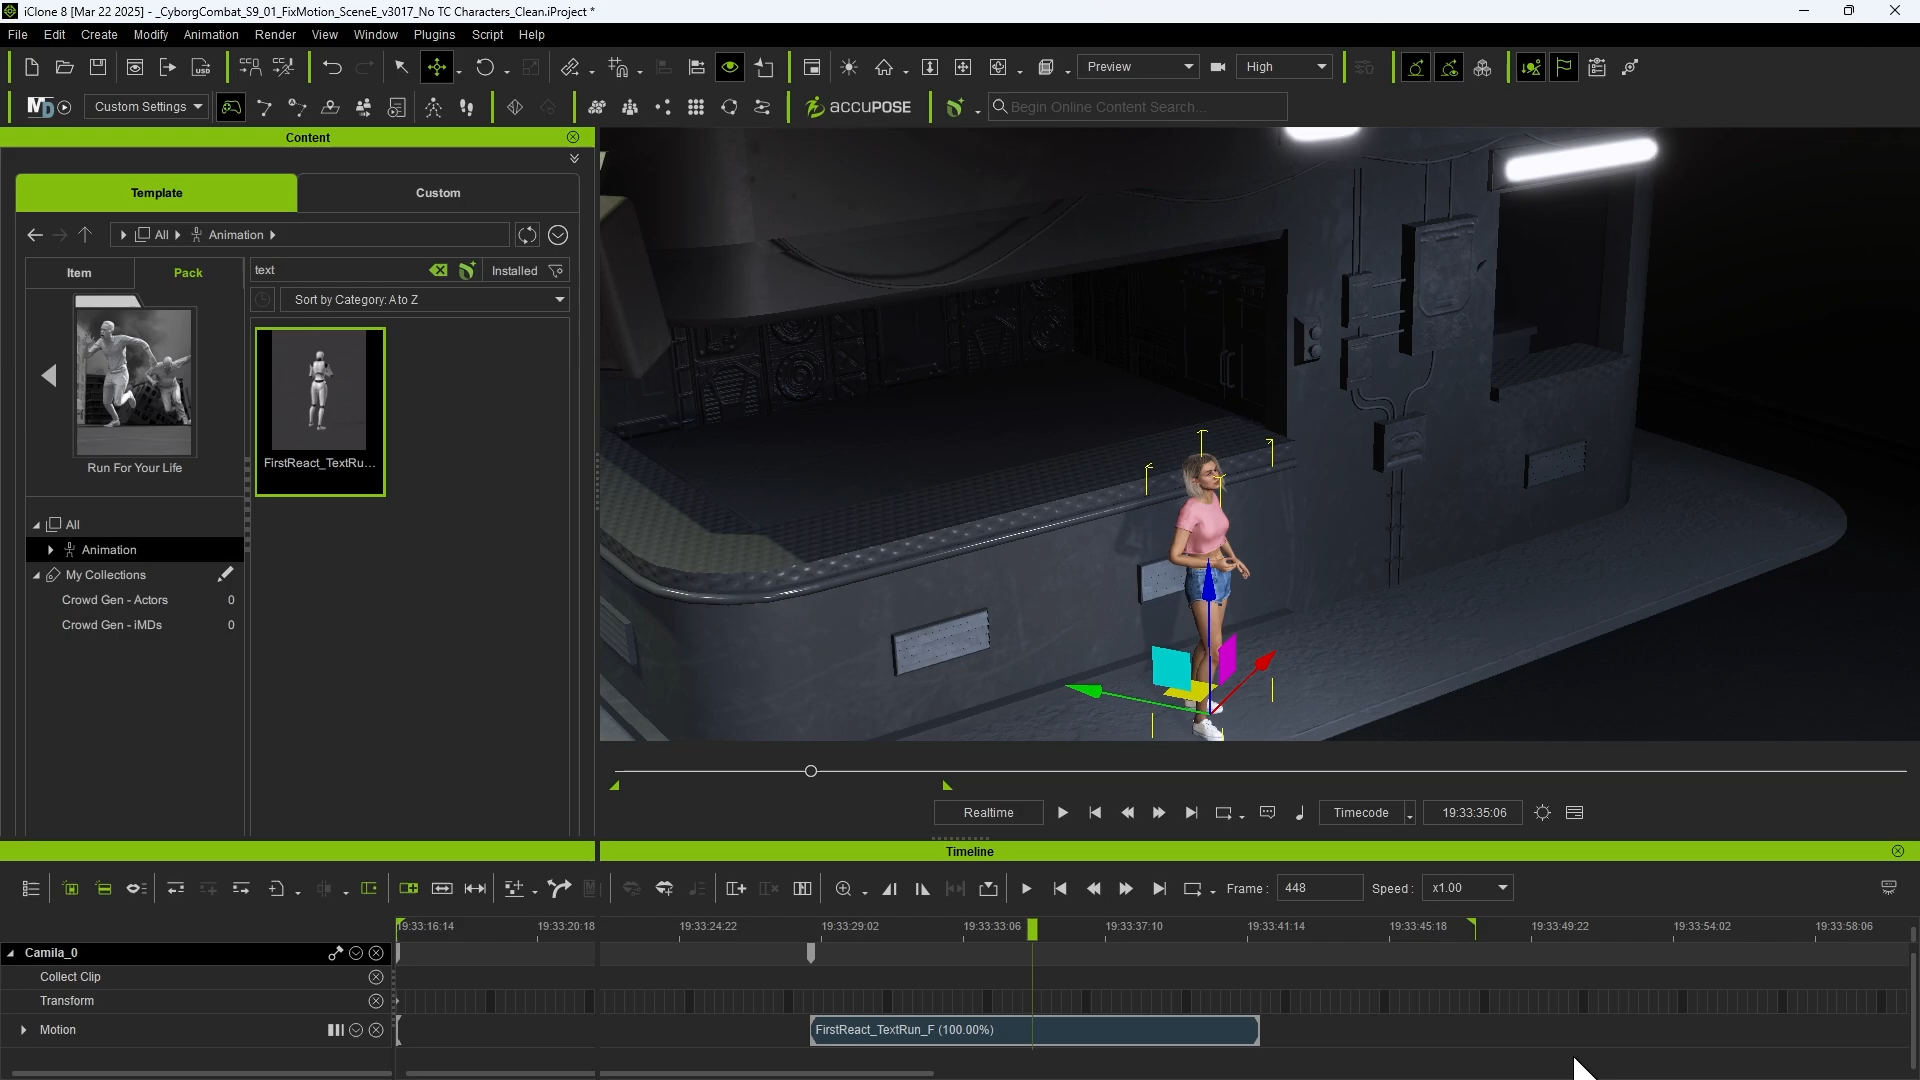 iClone 8 [Mar 22 2025] - _CyborgCombat_S9_01_FixMotion_SceneE_v3017_No TC Characters_Clean.iProject *
File Edit Create Modify Animation Render View Window Plugins Script Help
Preview High
MD Custom Settings ACCUPOSE Begin Online Content Search...
Content
Template Custom
All Animation
Item Pack text Installed
Sort by Category: A to Z
Run For Your Life
FirstReact_TextRu...
All
Animation
My Collections
Crowd Gen - Actors 0
Crowd Gen - iMDs 0
Realtime Timecode 19:33:35:06
Timeline
Frame : 448 Speed : x1.00
19:33:16:14 19:33:20:18 19:33:24:22 19:33:29:02 19:33:33:06 19:33:37:10 19:33:41:14 19:33:45:18 19:33:49:22 19:33:54:02 19:33:58:06
Camila_0
Collect Clip
Transform
Motion FirstReact_TextRun_F (100.00%)